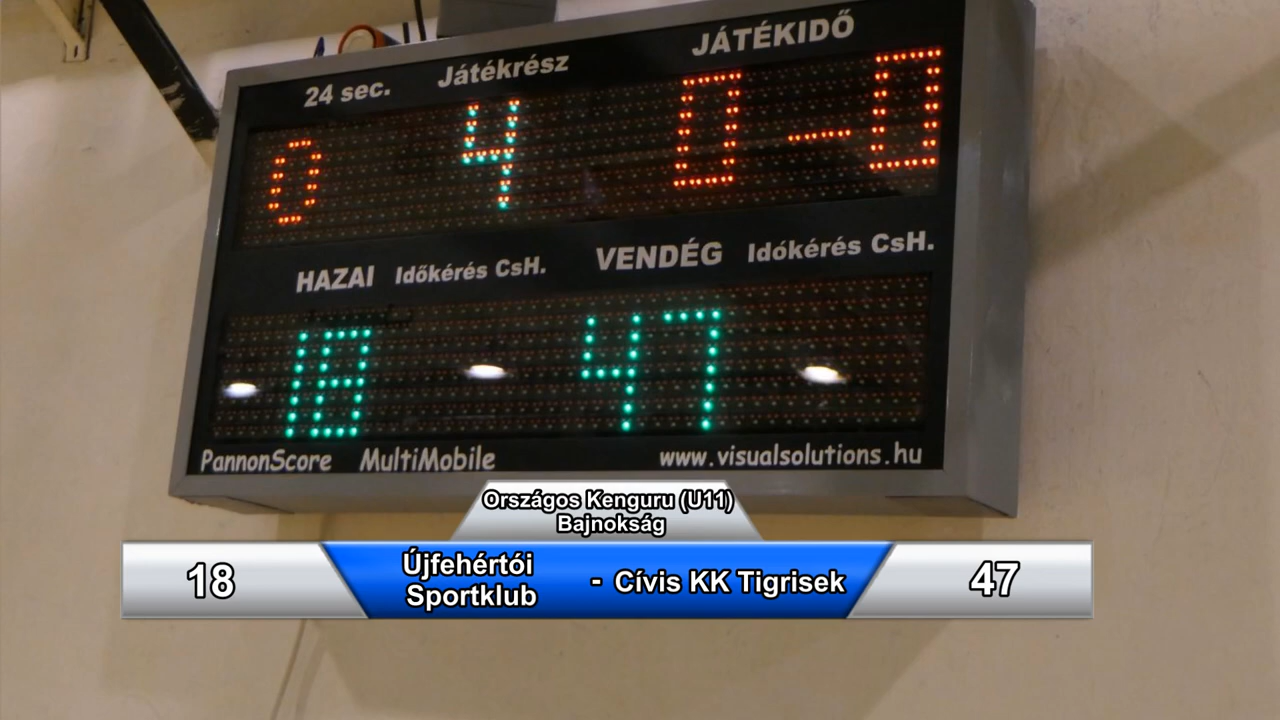 24 sec. Játékrész JÁTÉKIDŐ
0 4 0-0
HAZAI Időkérés CsH. VENDÉG Időkérés CsH.
18 47
PannonScore MultiMobile www.visualsolutions.hu
Országos Kenguru (U11)
Bajnokság
18 Újfehértói
Sportklub - Cívis KK Tigrisek 47